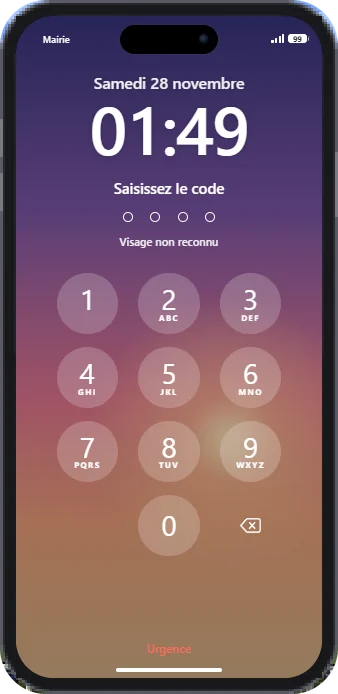 Mairie
99
Samedi 28 novembre
01:49
Saisissez le code
Visage non reconnu
1 2 3
ABC DEF
4 5 6
GHI JKL MNO
7 8 9
PQRS TUV WXYZ
0
Urgence